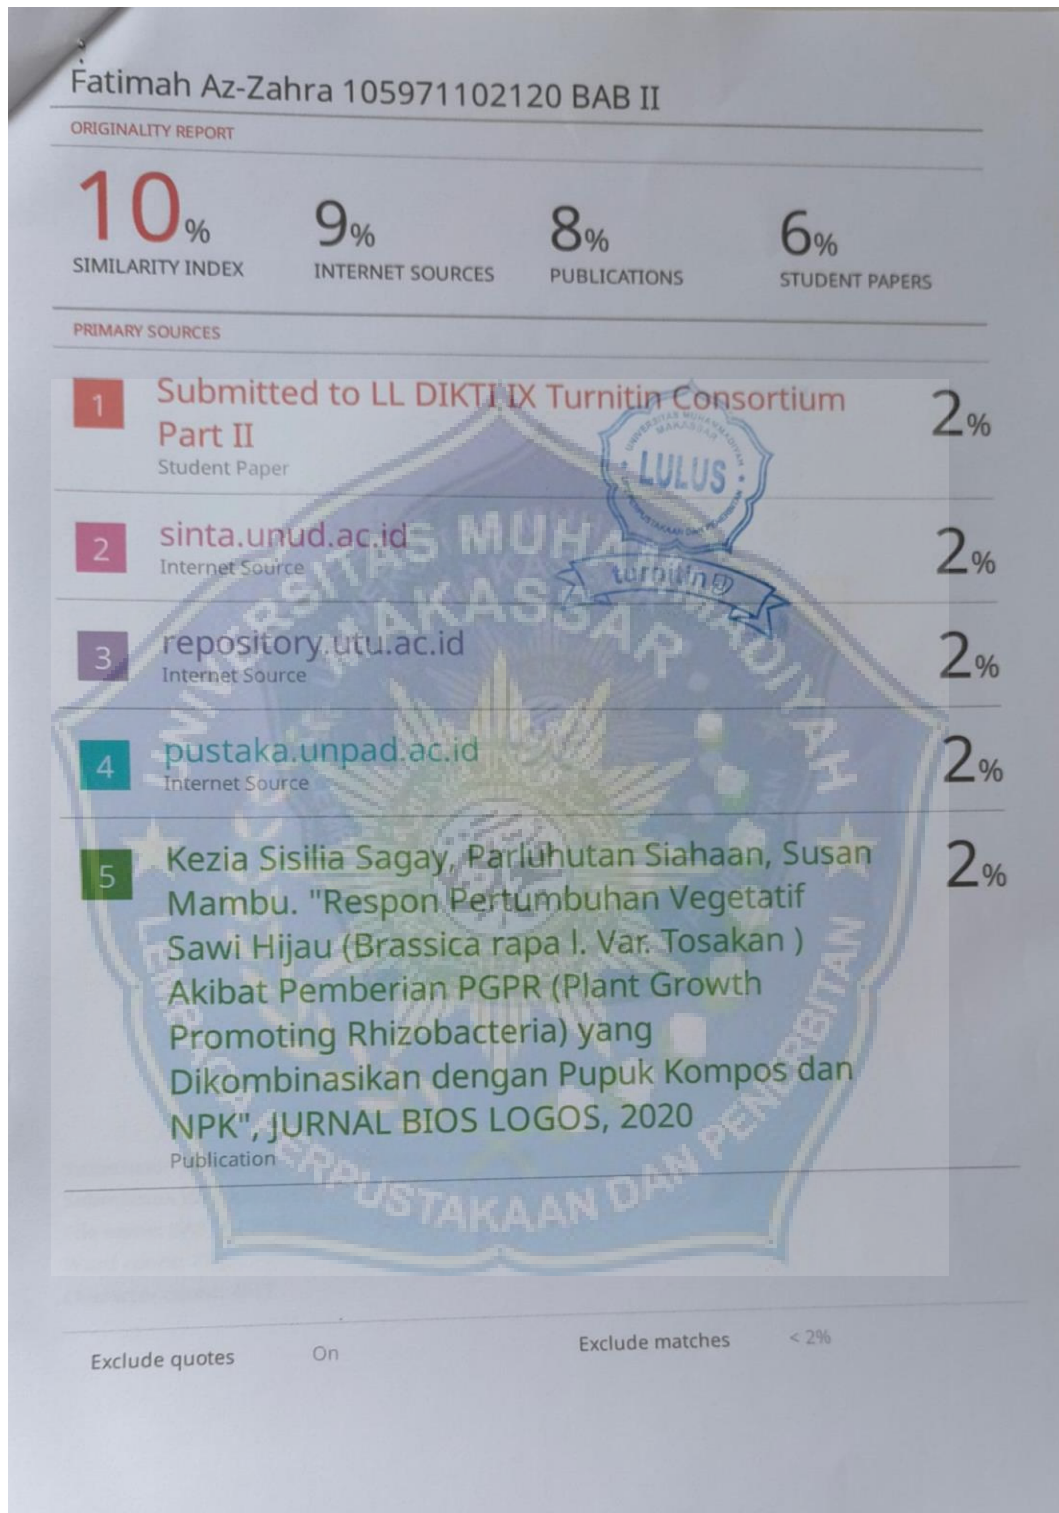 Fatimah Az-Zahra 105971102120 BAB II
ORIGINALITY REPORT
10%
SIMILARITY INDEX
9%
INTERNET SOURCES
8%
PUBLICATIONS
6%
STUDENT PAPERS
PRIMARY SOURCES
1
Submitted to LL DIKTI IX Turnitin Consortium
Part II
Student Paper
2%
2
sinta.unud.ac.id
Internet Source
2%
3
repository.utu.ac.id
Internet Source
2%
4
pustaka.unpad.ac.id
Internet Source
2%
5
Kezia Sisilia Sagay, Parluhutan Siahaan, Susan
Mambu. "Respon Pertumbuhan Vegetatif
Sawi Hijau (Brassica rapa l. Var. Tosakan )
Akibat Pemberian PGPR (Plant Growth
Promoting Rhizobacteria) yang
Dikombinasikan dengan Pupuk Kompos dan
NPK", JURNAL BIOS LOGOS, 2020
Publication
2%
Exclude quotes
On
Exclude matches
< 2%
UNIVERSITAS MUHAMMADIYAH
MAKASSAR
LULUS
turnitin
UNIVERSITAS MUHAMMADIYAH
MAKASSAR
LEMBAGA PERPUSTAKAAN DAN PENERBITAN